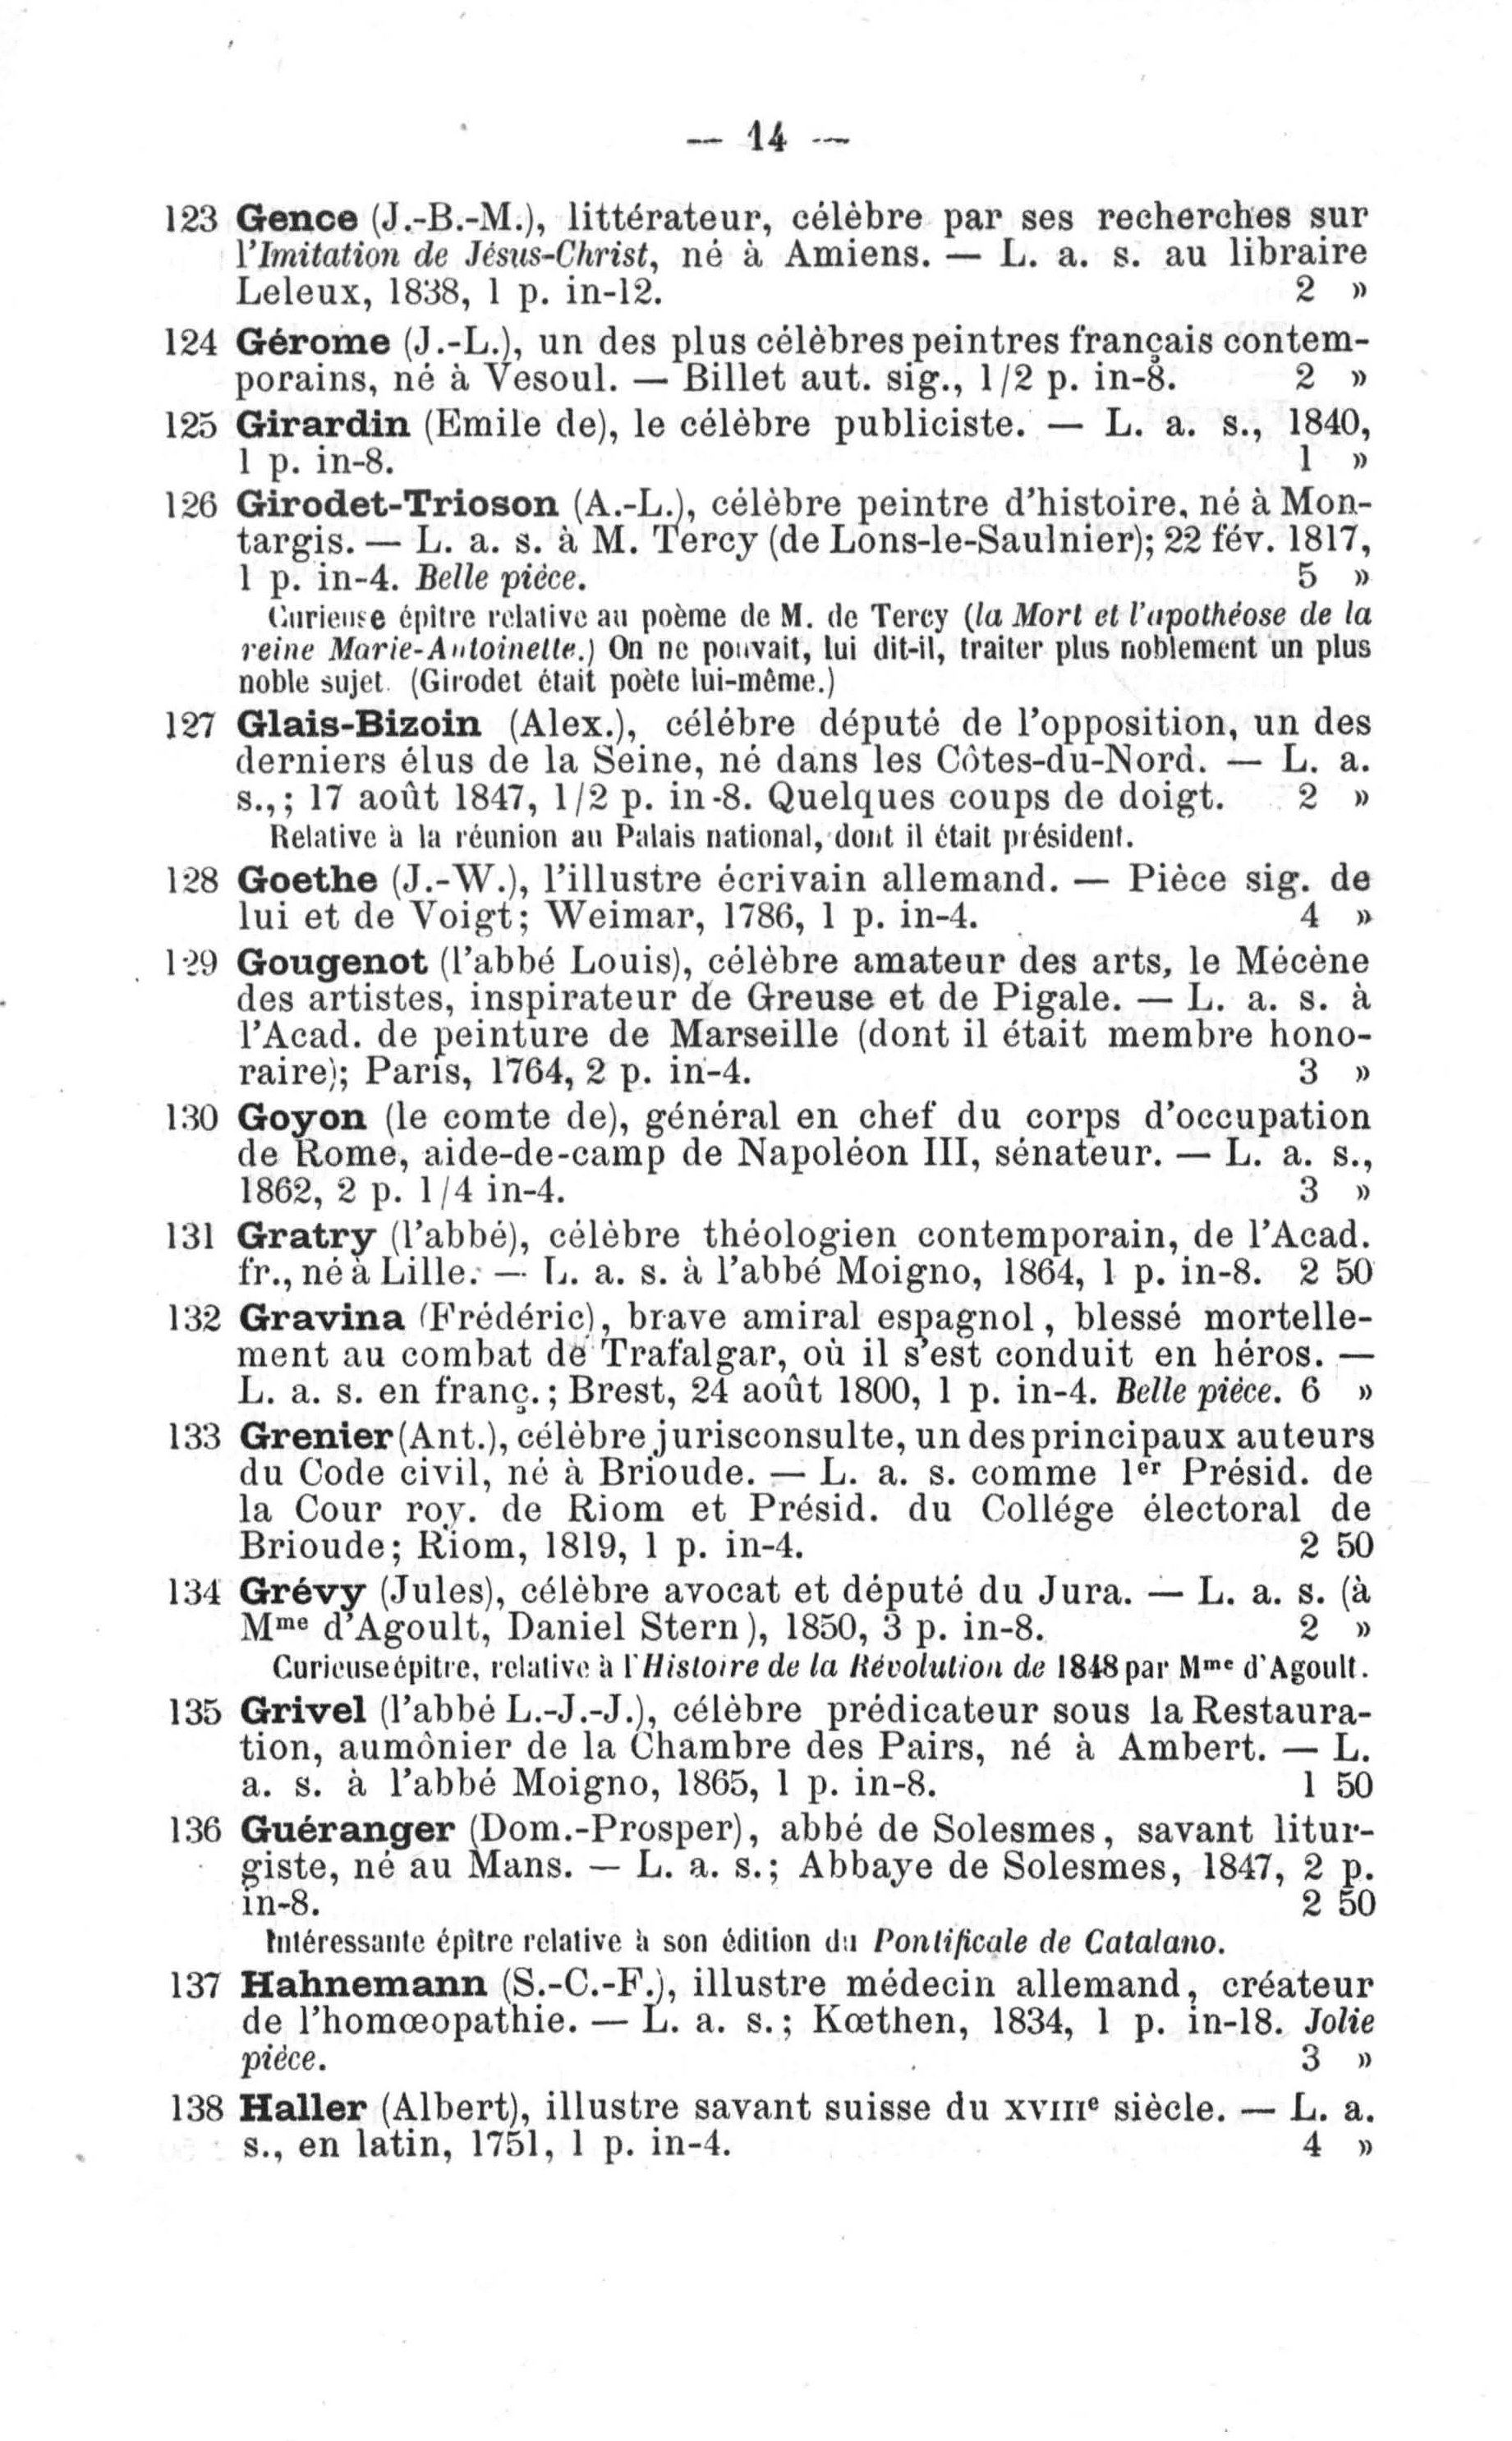 — 14 —
123 Gence (J.-B.-M.), littérateur, célèbre par ses recherches sur
l'Imitation de Jésus-Christ, né à Amiens. — L. a. s. au libraire
Leleux, 1838, 1 p. in-12. 2 »
124 Gérome (J.-L.), un des plus célèbres peintres français contem-
porains, né à Vesoul. — Billet aut. sig., 1/2 p. in-8. 2 »
125 Girardin (Emile de), le célèbre publiciste. — L. a. s., 1840,
1 p. in-8. 1 »
126 Girodet-Trioson (A.-L.), célèbre peintre d'histoire, né à Mon-
targis. — L. a. s. à M. Tercy (de Lons-le-Saulnier); 22 fév. 1817,
1 p. in-4. Belle pièce. 5 »
Curieuse épitre relative au poème de M. de Tercy (la Mort et l'apothéose de la
reine Marie-Antoinette.) On ne pouvait, lui dit-il, traiter plus noblement un plus
noble sujet. (Girodet était poète lui-même.)
127 Glais-Bizoin (Alex.), célèbre député de l'opposition, un des
derniers élus de la Seine, né dans les Côtes-du-Nord. — L. a.
s.,; 17 août 1847, 1/2 p. in-8. Quelques coups de doigt. 2 »
Relative à la réunion au Palais national, dont il était président.
128 Goethe (J.-W.), l'illustre écrivain allemand. — Pièce sig. de
lui et de Voigt; Weimar, 1786, 1 p. in-4. 4 »
129 Gougenot (l'abbé Louis), célèbre amateur des arts, le Mécène
des artistes, inspirateur de Greuse et de Pigale. — L. a. s. à
l'Acad. de peinture de Marseille (dont il était membre hono-
raire); Paris, 1764, 2 p. in-4. 3 »
130 Goyon (le comte de), général en chef du corps d'occupation
de Rome, aide-de-camp de Napoléon III, sénateur. — L. a. s.,
1862, 2 p. 1/4 in-4. 3 »
131 Gratry (l'abbé), célèbre théologien contemporain, de l'Acad.
fr., né à Lille. — L. a. s. à l'abbé Moigno, 1864, 1 p. in-8. 2 50
132 Gravina (Frédéric), brave amiral espagnol, blessé mortelle-
ment au combat de Trafalgar, où il s'est conduit en héros. —
L. a. s. en franç.; Brest, 24 août 1800, 1 p. in-4. Belle pièce. 6 »
133 Grenier (Ant.), célèbre jurisconsulte, un des principaux auteurs
du Code civil, né à Brioude. — L. a. s. comme 1er Présid. de
la Cour roy. de Riom et Présid. du Collége électoral de
Brioude; Riom, 1819, 1 p. in-4. 2 50
134 Grévy (Jules), célèbre avocat et député du Jura. — L. a. s. (à
Mme d'Agoult, Daniel Stern), 1850, 3 p. in-8. 2 »
Curieuse épitre, relative à l'Histoire de la Révolution de 1848 par Mme d'Agoult.
135 Grivel (l'abbé L.-J.-J.), célèbre prédicateur sous la Restaura-
tion, aumônier de la Chambre des Pairs, né à Ambert. — L.
a. s. à l'abbé Moigno, 1865, 1 p. in-8. 1 50
136 Guéranger (Dom.-Prosper), abbé de Solesmes, savant litur-
giste, né au Mans. — L. a. s.; Abbaye de Solesmes, 1847, 2 p.
in-8. 2 50
Intéressante épitre relative à son édition du Pontificale de Catalano.
137 Hahnemann (S.-C.-F.), illustre médecin allemand, créateur
de l'homœopathie. — L. a. s.; Kœthen, 1834, 1 p. in-18. Jolie
pièce. 3 »
138 Haller (Albert), illustre savant suisse du XVIIIe siècle. — L. a.
s., en latin, 1751, 1 p. in-4. 4 »